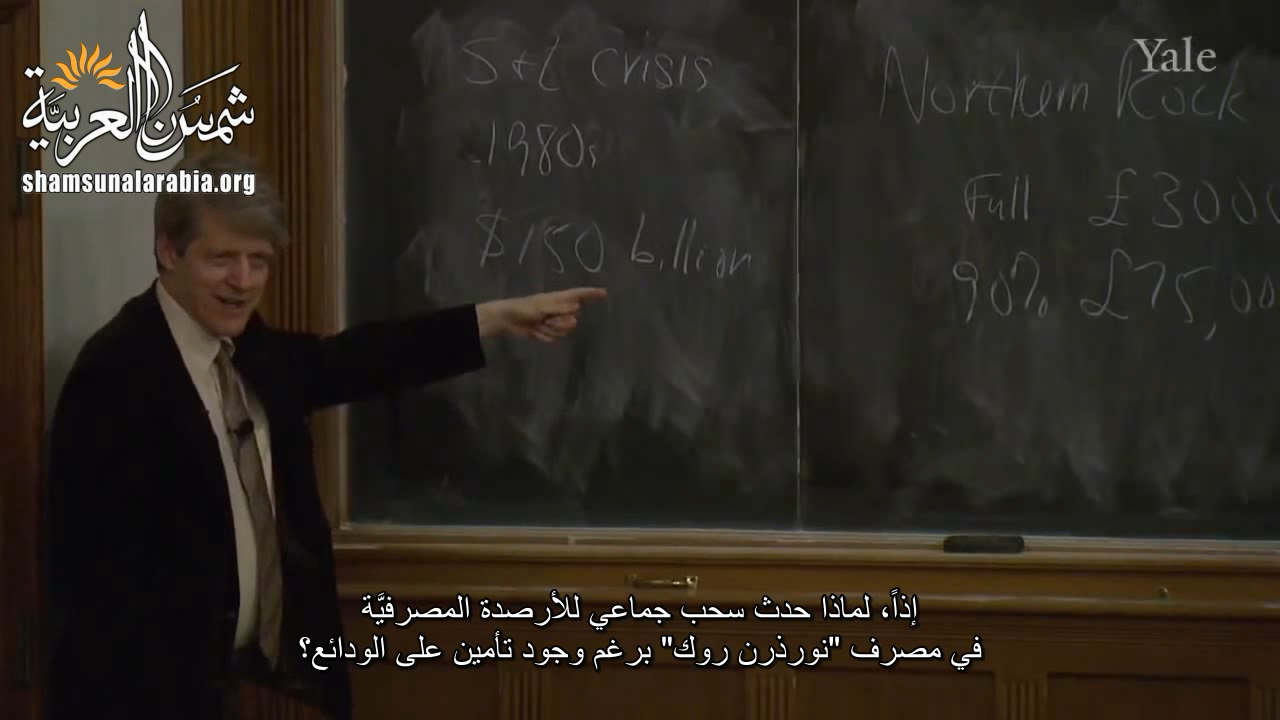 شمس العربيَّة
shamsunalarabia.org
Yale
S+L Crisis
1980s
$150 billion
Northern Rock
Full £3000
90% £75,00
إذاً، لماذا حدث سحب جماعي للأرصدة المصرفيَّة
في مصرف "نورذرن روك" برغم وجود تأمين على الودائع؟